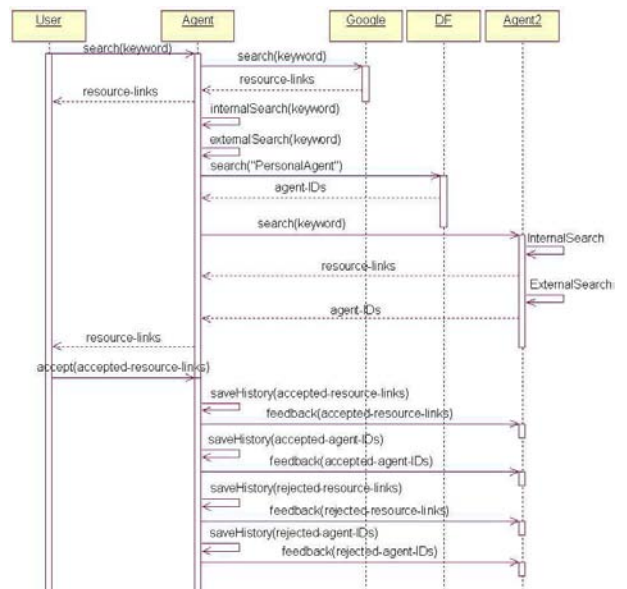 User Agent Google DF Agent2
search(keyword)
search(keyword)
resource-links
resource-links
internalSearch(keyword)
externalSearch(keyword)
search("PersonalAgent")
agent-IDs
search(keyword)
InternalSearch
resource-links
ExternalSearch
agent-IDs
resource-links
accept(accepted-resource-links)
saveHistory(accepted-resource-links)
feedback(accepted-resource-links)
saveHistory(accepted-agent-IDs)
feedback(accepted-agent-IDs)
saveHistory(rejected-resource-links)
feedback(rejected-resource-links)
saveHistory(rejected-agent-IDs)
feedback(rejected-agent-IDs)